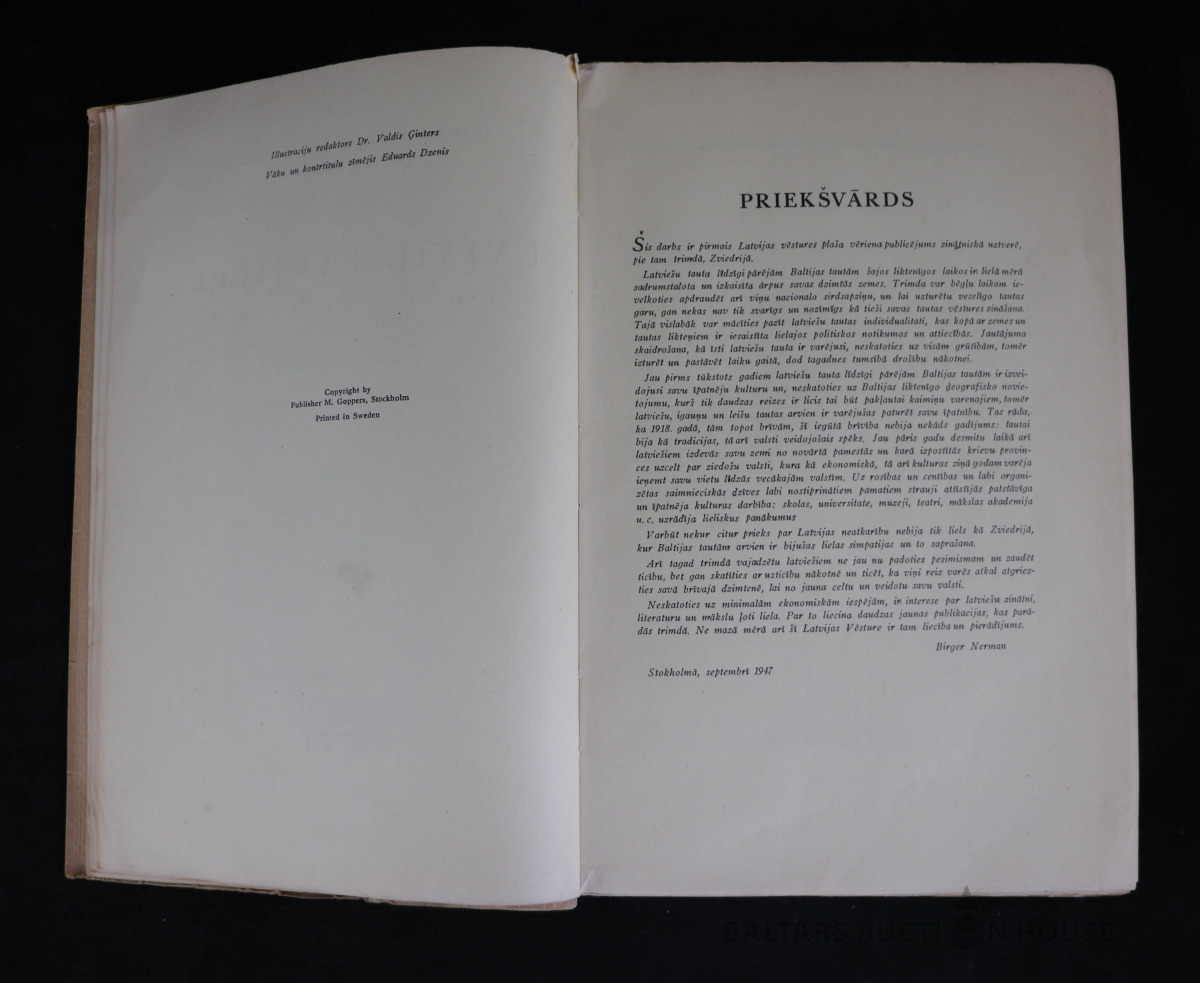 Illustraciju redaktors Dr. Valdis Ģinters
Vāku un kontrtitulu zīmējis Eduards Dzenis
Copyright by
Publisher M. Goppers, Stockholm
Printed in Sweden
PRIEKŠVĀRDS
Šis darbs ir pirmais Latvijas vēstures plaša vēriena publicējums zinātniskā uztverē,
pie tam trimdā, Zviedrijā.
Latviešu tauta līdzīgi pārējām Baltijas tautām šajos liktenīgos laikos ir lielā mērā
sadrumstalota un izkaisīta ārpus savas dzimtās zemes. Trimda var bēgļu laikam ie-
velkoties apdraudēt arī viņu nacionalo sirdsapziņu, un lai uzturētu veselīgo tautas
garu, gan nekas nav tik svarīgs un nozīmīgs kā tieši savas tautas vēstures zināšana.
Tajā vislabāk var mācīties pazīt latviešu tautas individualitati, kas kopā ar zemes un
tautas likteņiem ir iesaistīta lielajos politiskos notikumos un attiecībās. Jautājuma
skaidrošana, kā īsti latviešu tauta ir varējusi, neskatoties uz visām grūtībām, tomēr
izturēt un pastāvēt laiku gaitā, dod tagadnes tumsībā drošību nākotnei.
Jau pirms tūkstots gadiem latviešu tauta līdzīgi pārējām Baltijas tautām ir izvei-
dojusi savu īpatnēju kulturu un, neskatoties uz Baltijas liktenīgo ģeografisko novie-
tojumu, kurš tik daudzas reizes ir licis tai būt pakļautai kaimiņu varenajiem, tomēr
latviešu, igauņu un leišu tautas arvien ir varējušas paturēt savu īpatnību. Tas rāda,
ka 1918. gadā, tām topot brīvām, šī iegūtā brīvība nebija nekāds gadījums: tautai
bija kā tradicijas, tā arī valsti veidojošais spēks. Jau pāris gadu desmitu laikā arī
latviešiem izdevās savu zemi no novārtā pamestās un karā izpostītās krievu provin-
ces uzcelt par ziedošu valsti, kura kā ekonomiskā, tā arī kulturas ziņā godam varēja
ieņemt savu vietu līdzās vecākajām valstīm. Uz rosības un centības un labi organi-
zētas saimnieciskās dzīves labi nostiprinātiem pamatiem strauji attīstījās patstāvīga
un īpatnēja kulturas darbība: skolas, universitate, muzeji, teatri, mākslas akademija
u. c. uzrādīja lieliskus panākumus
Varbūt nekur citur prieks par Latvijas neatkarību nebija tik liels kā Zviedrijā,
kur Baltijas tautām arvien ir bijušas lielas simpatijas un to saprašana.
Arī tagad trimdā vajadzētu latviešiem ne jau nu padoties pesimismam un zaudēt
ticību, bet gan skatīties ar uzticību nākotnē un ticēt, ka viņi reiz varēs atkal atgriez-
ties savā brīvajā dzimtenē, lai no jauna celtu un veidotu savu valsti.
Neskatoties uz minimalām ekonomiskām iespējām, ir interese par latviešu zinātni,
literaturu un mākslu ļoti liela. Par to liecina daudzas jaunas publikacijas, kas parā-
dās trimdā. Ne mazā mērā arī šī Latvijas Vēsture ir tam liecība un pierādījums.
Birger Nerman
Stokholmā, septembrī 1947
BALTARS AUCTION HOUSE